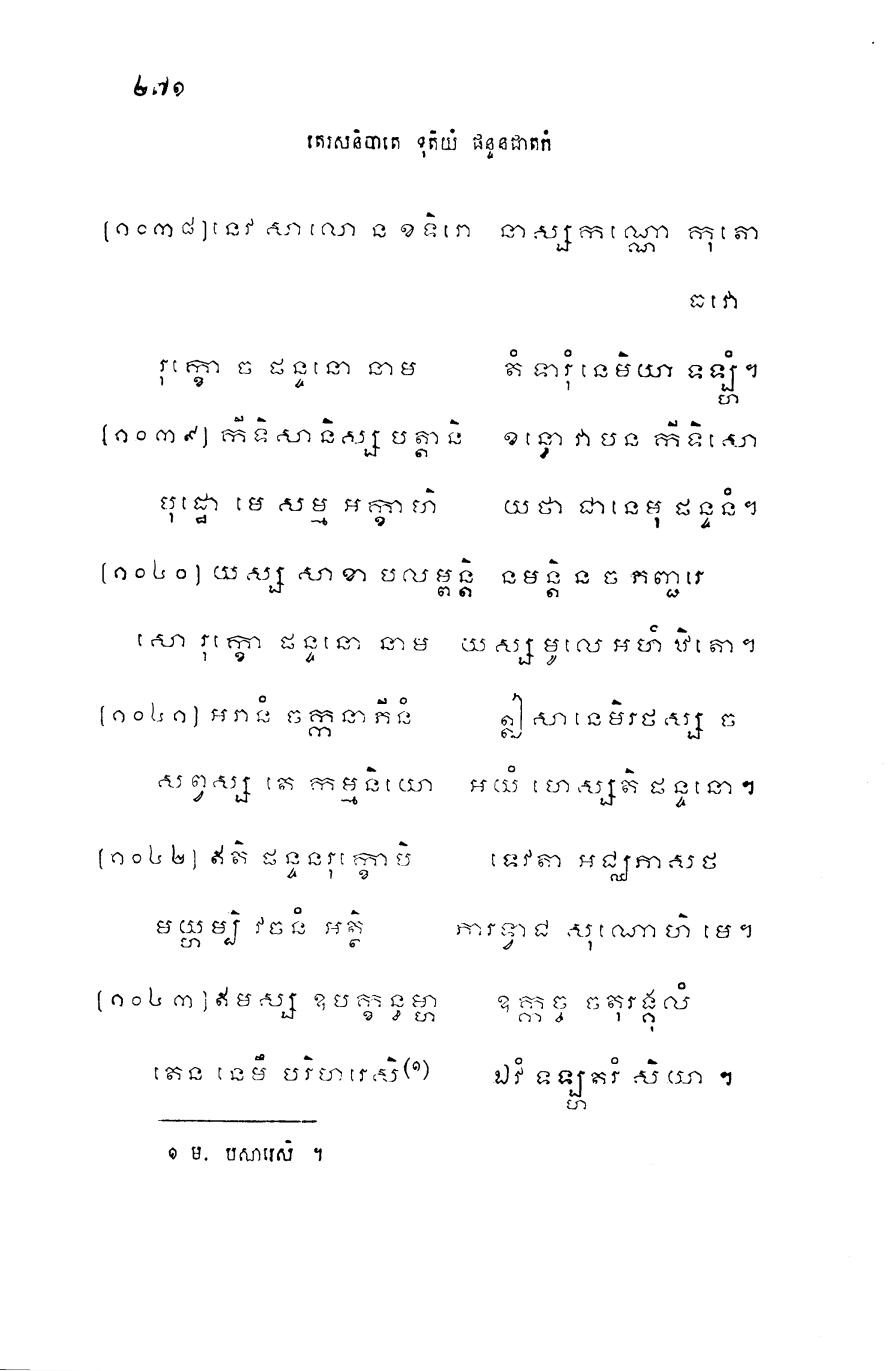 ២៧១
តេរសនិបាតេ ទុតិយំ ផន្ទនជាតកំ
[១០៣៨] នេវ សាលោ ន ខទិរោ នាស្សកណ្ណោ កុតោ
ធវោ
រុក្ខោ ច ផន្ទនោ នាម តំ ទារុំ នេមិយា ទឡ្ហំ។
[១០៣៩] កីទិសានិស្ស បត្តានិ ខន្ធោ វា បន កីទិសោ
បុដ្ឋោ មេ សម្ម អក្ខាហិ យថា ជានេមុ ផន្ទនំ។
[១០៤០] យស្ស សាខា បលម្ពន្តិ នមន្តិ ន ច ភញ្ជរេ
សោ រុក្ខោ ផន្ទនោ នាម យស្ស មូលេ អហំ ឋិតោ។
[១០៤១] អរានំ ចក្កនាភីនំ ឦសានេមិរថស្ស ច
សព្វស្ស តេ កម្មនិយោ អយំ ហេស្សតិ ផន្ទនោ។
[១០៤២] ឥតិ ផន្ទនរុក្ខោបិ ទេវតា អជ្ឈភាសថ
មយ្ហម្បិ វចនំ អត្ថិ ភារទ្វាជ សុណោហិ មេ។
[១០៤៣] ឥមស្ស ឧបក្ខន្ធម្ហា ឧក្កច្ច ចតុរង្គុលំ
តេន នេមឹ បរិហរេសិ(១) ឯវំ ទឡ្ហតរំ សិយា ។
១ ម. បសារេសិ ។